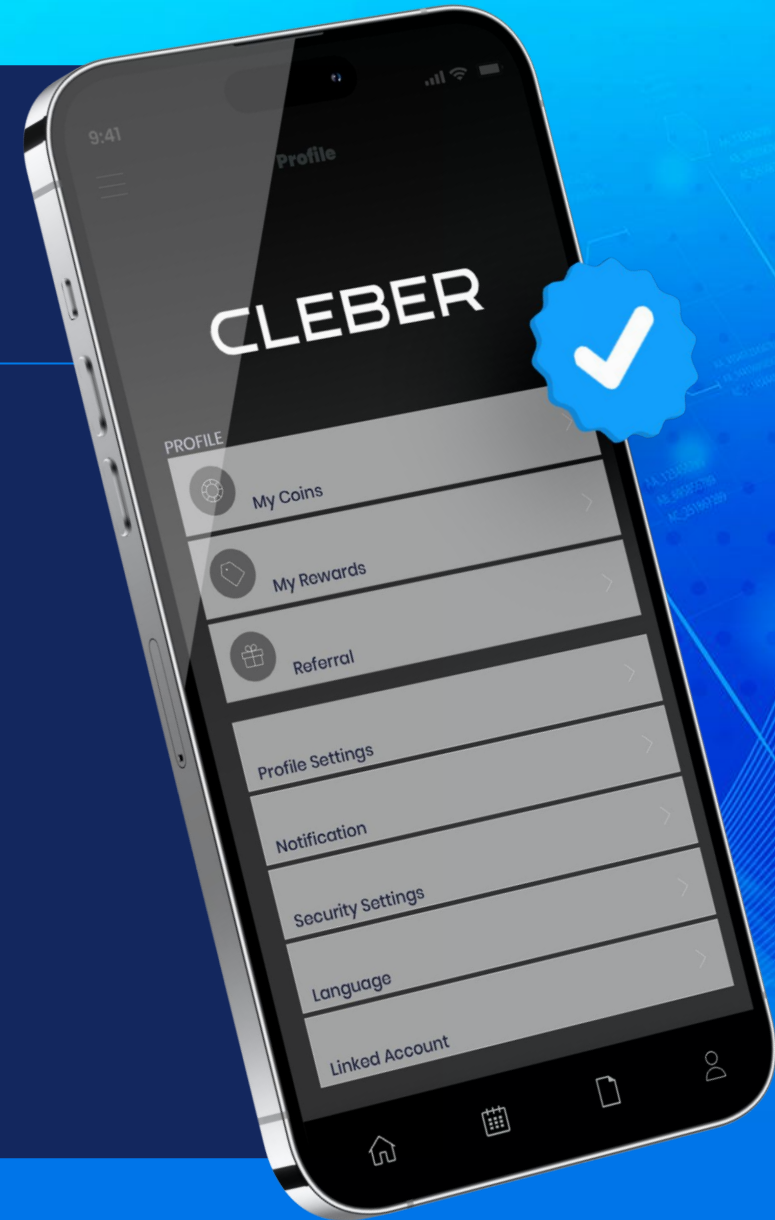 9:41
Profile
CLEBER
PROFILE
My Coins
My Rewards
Referral
Profile Settings
Notification
Security Settings
Language
Linked Account